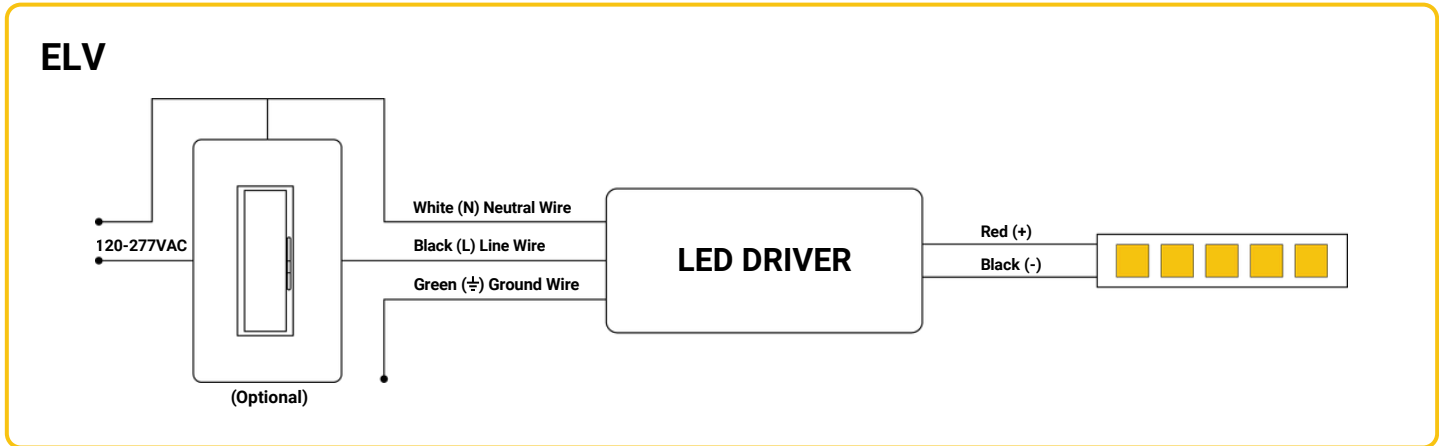 ELV
White (N) Neutral Wire
120-277VAC
Black (L) Line Wire
Green (⏚) Ground Wire
LED DRIVER
Red (+)
Black (-)
(Optional)